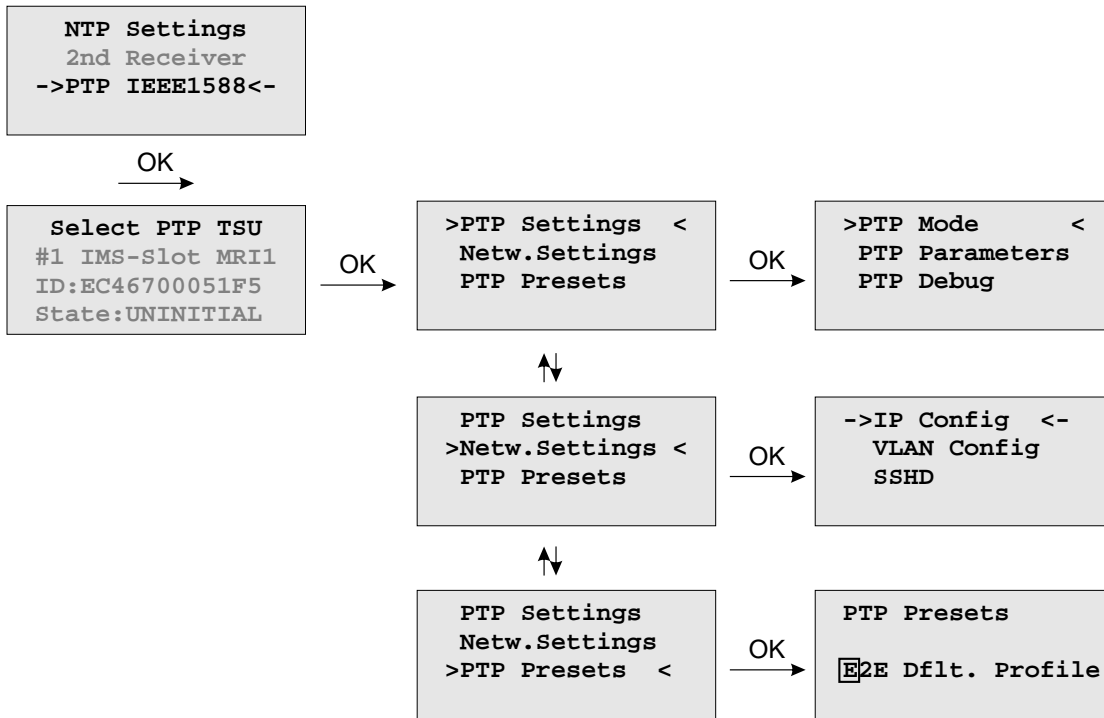 NTP Settings
2nd Receiver
->PTP IEEE1588<-
OK
Select PTP TSU
#1 IMS-Slot MRI1
ID:EC46700051F5
State:UNINITIAL
OK
>PTP Settings <
Netw.Settings
PTP Presets
OK
>PTP Mode <
PTP Parameters
PTP Debug
PTP Settings
>Netw.Settings <
PTP Presets
OK
->IP Config <-
VLAN Config
SSHD
PTP Settings
Netw.Settings
>PTP Presets <
OK
PTP Presets
E2E Dflt. Profile